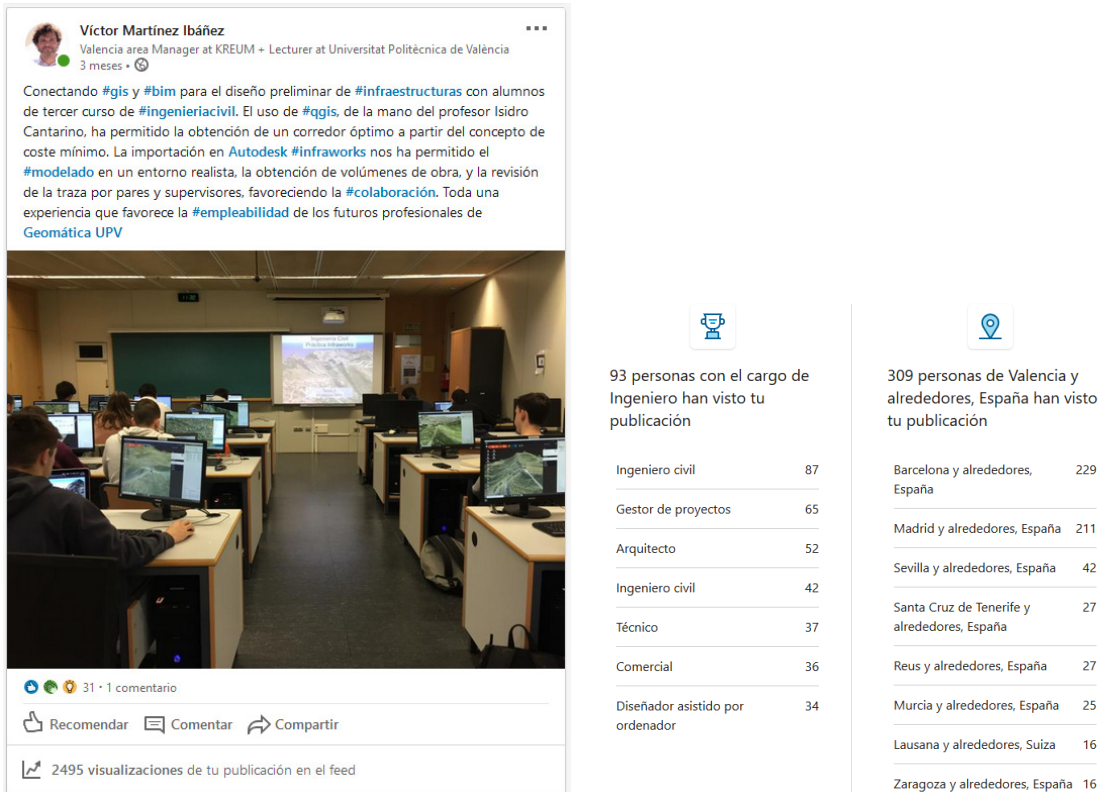 Víctor Martínez Ibáñez
Valencia area Manager at KREUM + Lecturer at Universitat Politècnica de València
3 meses •
Conectando #gis y #bim para el diseño preliminar de #infraestructuras con alumnos
de tercer curso de #ingenieriacivil. El uso de #qgis, de la mano del profesor Isidro
Cantarino, ha permitido la obtención de un corredor óptimo a partir del concepto de
coste mínimo. La importación en Autodesk #infraworks nos ha permitido el
#modelado en un entorno realista, la obtención de volúmenes de obra, y la revisión
de la traza por pares y supervisores, favoreciendo la #colaboración. Toda una
experiencia que favorece la #empleabilidad de los futuros profesionales de
Geomática UPV
Ingeniería Civil
Práctica Infraworks
31 • 1 comentario
Recomendar Comentar Compartir
2495 visualizaciones de tu publicación en el feed
93 personas con el cargo de
Ingeniero han visto tu
publicación
Ingeniero civil 87
Gestor de proyectos 65
Arquitecto 52
Ingeniero civil 42
Técnico 37
Comercial 36
Diseñador asistido por
ordenador 34
309 personas de Valencia y
alrededores, España han visto
tu publicación
Barcelona y alrededores, 229
España
Madrid y alrededores, España 211
Sevilla y alrededores, España 42
Santa Cruz de Tenerife y 27
alrededores, España
Reus y alrededores, España 27
Murcia y alrededores, España 25
Lausana y alrededores, Suiza 16
Zaragoza y alrededores, España 16